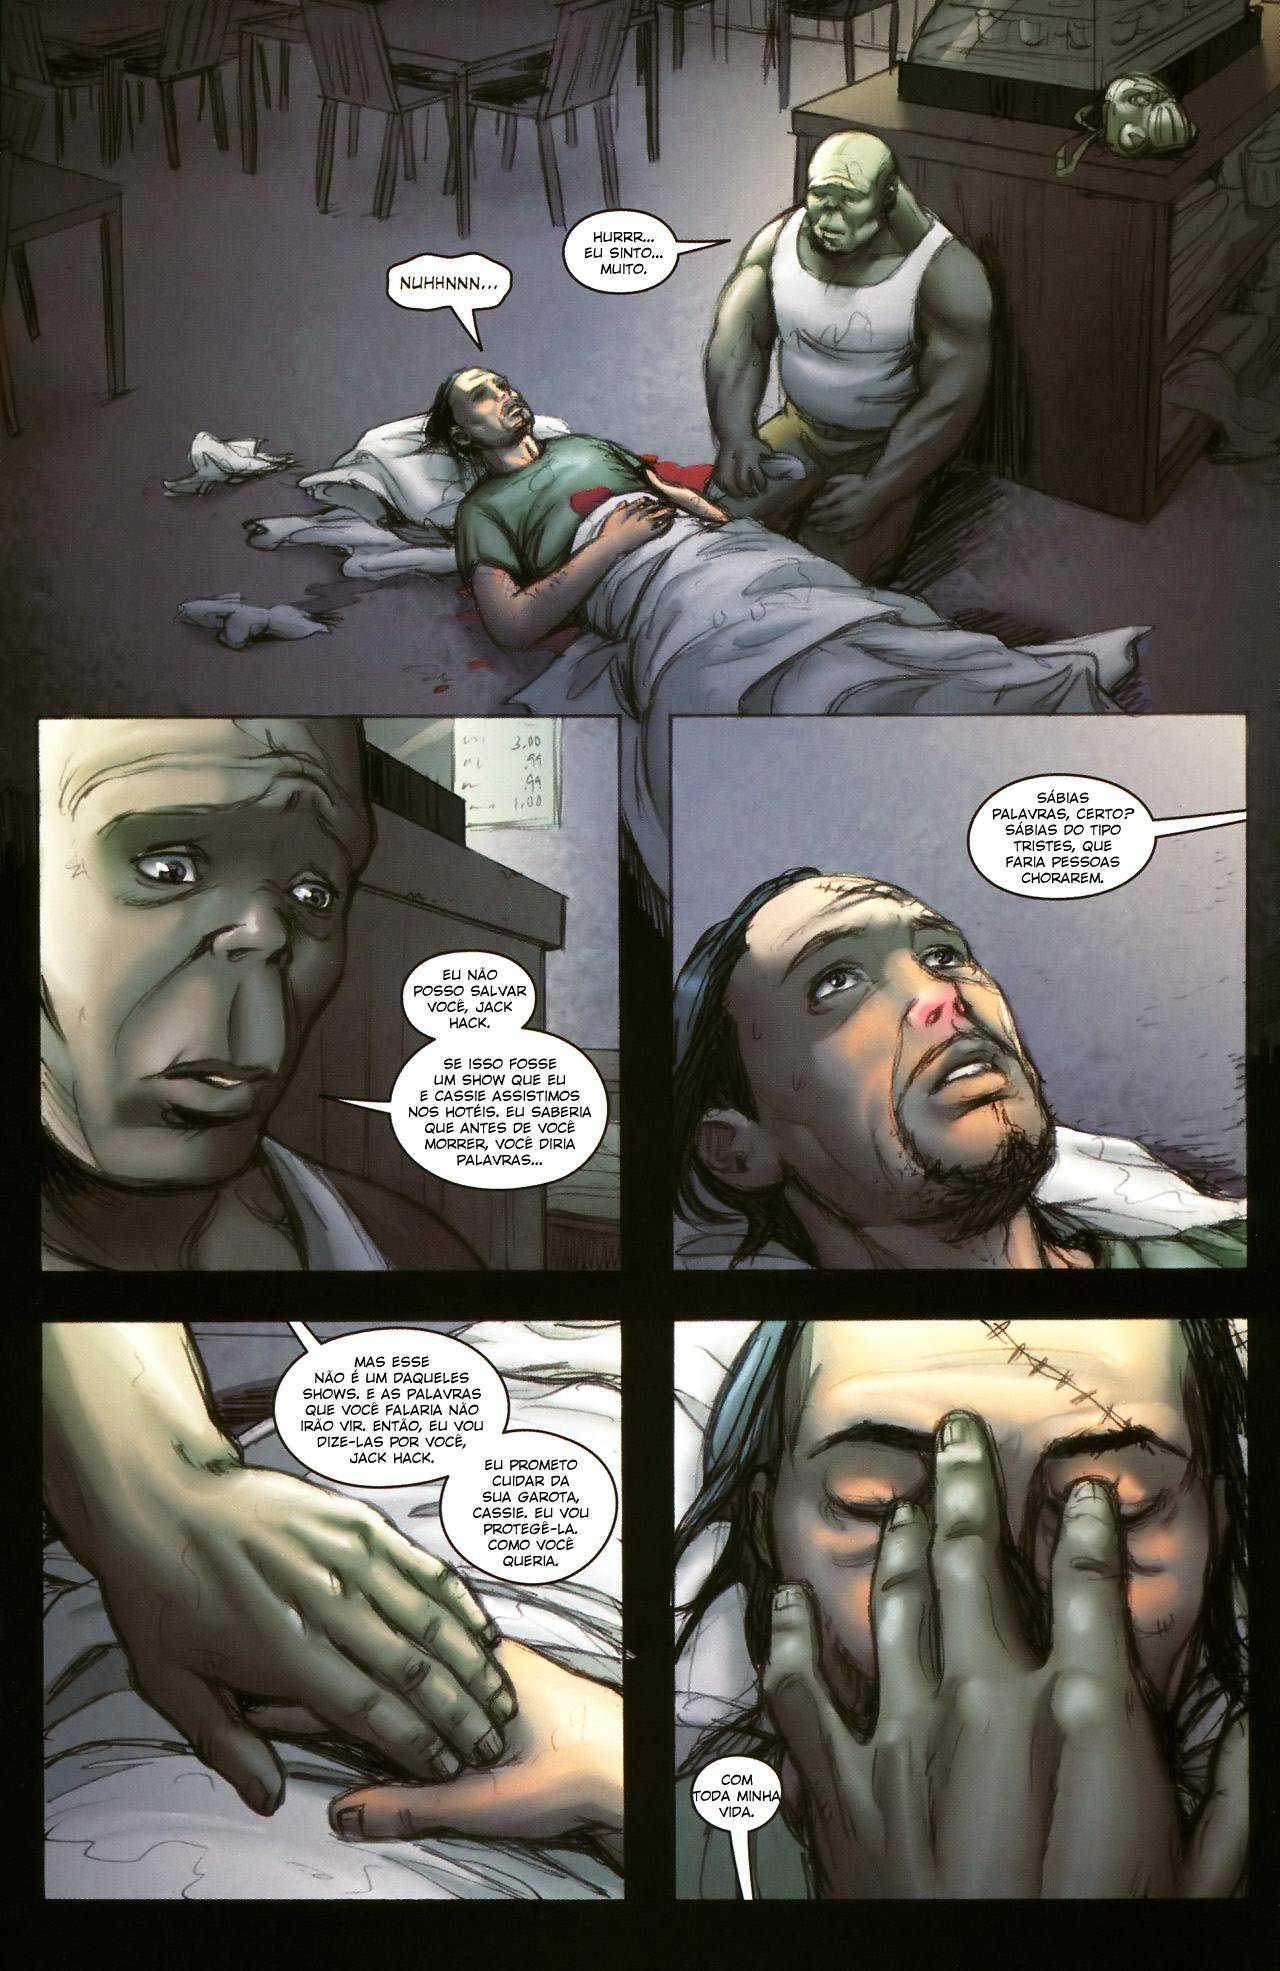 NUHHNNN...
HURRR...
EU SINTO...
MUITO.
3.00
.99
.99
1.00
EU NÃO
POSSO SALVAR
VOCÊ, JACK
HACK.
SE ISSO FOSSE
UM SHOW QUE EU
E CASSIE ASSISTIMOS
NOS HOTÉIS. EU SABERIA
QUE ANTES DE VOCÊ
MORRER, VOCÊ DIRIA
PALAVRAS...
SÁBIAS
PALAVRAS, CERTO?
SÁBIAS DO TIPO
TRISTES, QUE
FARIA PESSOAS
CHORAREM.
MAS ESSE
NÃO É UM DAQUELES
SHOWS. E AS PALAVRAS
QUE VOCÊ FALARIA NÃO
IRÃO VIR. ENTÃO, EU VOU
DIZE-LAS POR VOCÊ,
JACK HACK.
EU PROMETO
CUIDAR DA
SUA GAROTA,
CASSIE. EU VOU
PROTEGÊ-LA.
COMO VOCÊ
QUERIA.
COM
TODA MINHA
VIDA.